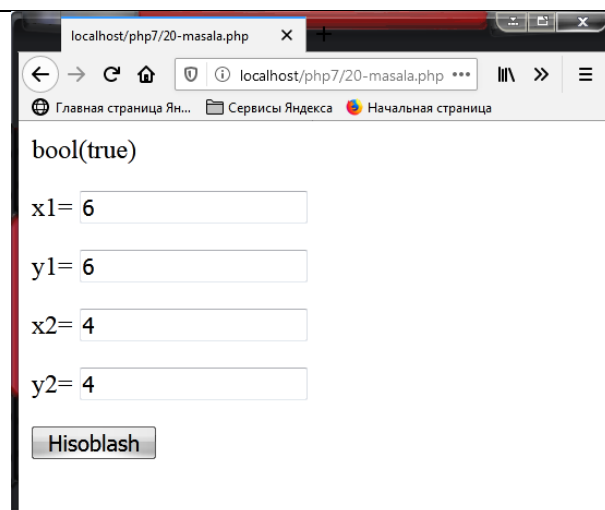 localhost/php7/20-masala.php
localhost/php7/20-masala.php
Главная страница Ян... Сервисы Яндекса Начальная страница
bool(true)
x1= 6
y1= 6
x2= 4
y2= 4
Hisoblash